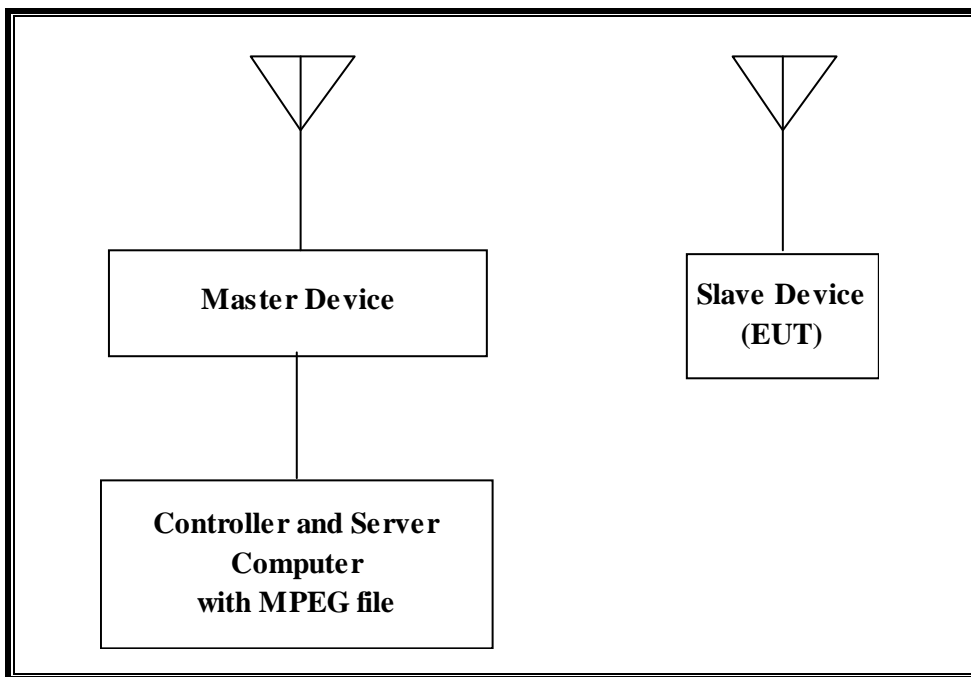 Master Device
Slave Device
(EUT)
Controller and Server
Computer
with MPEG file